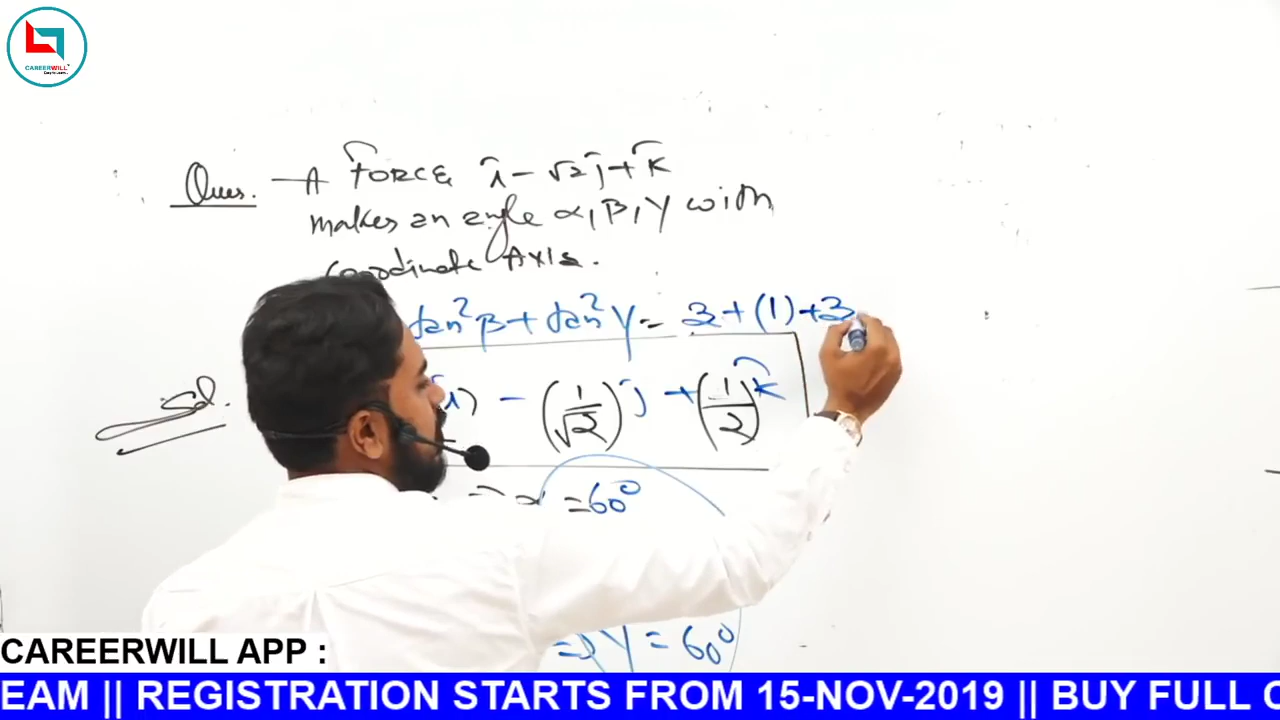 CAREERWILL
Ques. A FORCE î - √2 ĵ + k̂
makes an angle α, β, γ with
Coordinate Axis.
tan²β + tan²γ = 3 + (1) + 3
Sol. - (1/√2) ĵ + (1/2) k̂
α = 60°
⇒ γ = 60°
CAREERWILL APP :
EAM || REGISTRATION STARTS FROM 15-NOV-2019 || BUY FULL C